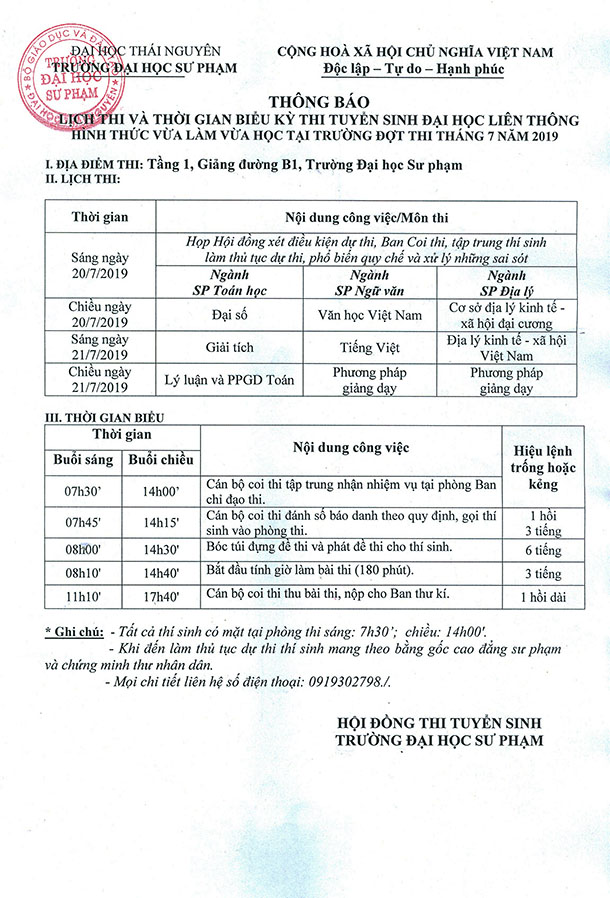 BỘ GIÁO DỤC VÀ ĐÀO TẠO
TRƯỜNG
ĐẠI HỌC
SƯ PHẠM
ĐẠI HỌC THÁI NGUYÊN
ĐẠI HỌC THÁI NGUYÊN
TRƯỜNG ĐẠI HỌC SƯ PHẠM
CỘNG HOÀ XÃ HỘI CHỦ NGHĨA VIỆT NAM
Độc lập – Tự do – Hạnh phúc
THÔNG BÁO
LỊCH THI VÀ THỜI GIAN BIỂU KỲ THI TUYỂN SINH ĐẠI HỌC LIÊN THÔNG
HÌNH THỨC VỪA LÀM VỪA HỌC TẠI TRƯỜNG ĐỢT THI THÁNG 7 NĂM 2019
I. ĐỊA ĐIỂM THI: Tầng 1, Giảng đường B1, Trường Đại học Sư phạm
II. LỊCH THI:
Thời gian Nội dung công việc/Môn thi
Sáng ngày
20/7/2019
Họp Hội đồng xét điều kiện dự thi, Ban Coi thi, tập trung thí sinh
làm thủ tục dự thi, phổ biến quy chế và xử lý những sai sót
Ngành
SP Toán học
Ngành
SP Ngữ văn
Ngành
SP Địa lý
Chiều ngày
20/7/2019
Đại số
Văn học Việt Nam
Cơ sở địa lý kinh tế -
xã hội đại cương
Sáng ngày
21/7/2019
Giải tích
Tiếng Việt
Địa lý kinh tế - xã hội
Việt Nam
Chiều ngày
21/7/2019
Lý luận và PPGD Toán
Phương pháp
giảng dạy
Phương pháp
giảng dạy
III. THỜI GIAN BIỂU
Thời gian
Buổi sáng Buổi chiều
Nội dung công việc
Hiệu lệnh
trống hoặc
kẻng
07h30’ 14h00’
Cán bộ coi thi tập trung nhận nhiệm vụ tại phòng Ban
chỉ đạo thi.
07h45' 14h15'
Cán bộ coi thi đánh số báo danh theo quy định, gọi thí
sinh vào phòng thi.
1 hồi
3 tiếng
08h00' 14h30' Bóc túi đựng đề thi và phát đề thi cho thí sinh. 6 tiếng
08h10' 14h40' Bắt đầu tính giờ làm bài thi (180 phút). 3 tiếng
11h10' 17h40' Cán bộ coi thi thu bài thi, nộp cho Ban thư kí. 1 hồi dài
* Ghi chú: - Tất cả thí sinh có mặt tại phòng thi sáng: 7h30’; chiều: 14h00'.
- Khi đến làm thủ tục dự thi thí sinh mang theo bằng gốc cao đẳng sư phạm
và chứng minh thư nhân dân.
- Mọi chi tiết liên hệ số điện thoại: 0919302798./.
HỘI ĐỒNG THI TUYỂN SINH
TRƯỜNG ĐẠI HỌC SƯ PHẠM